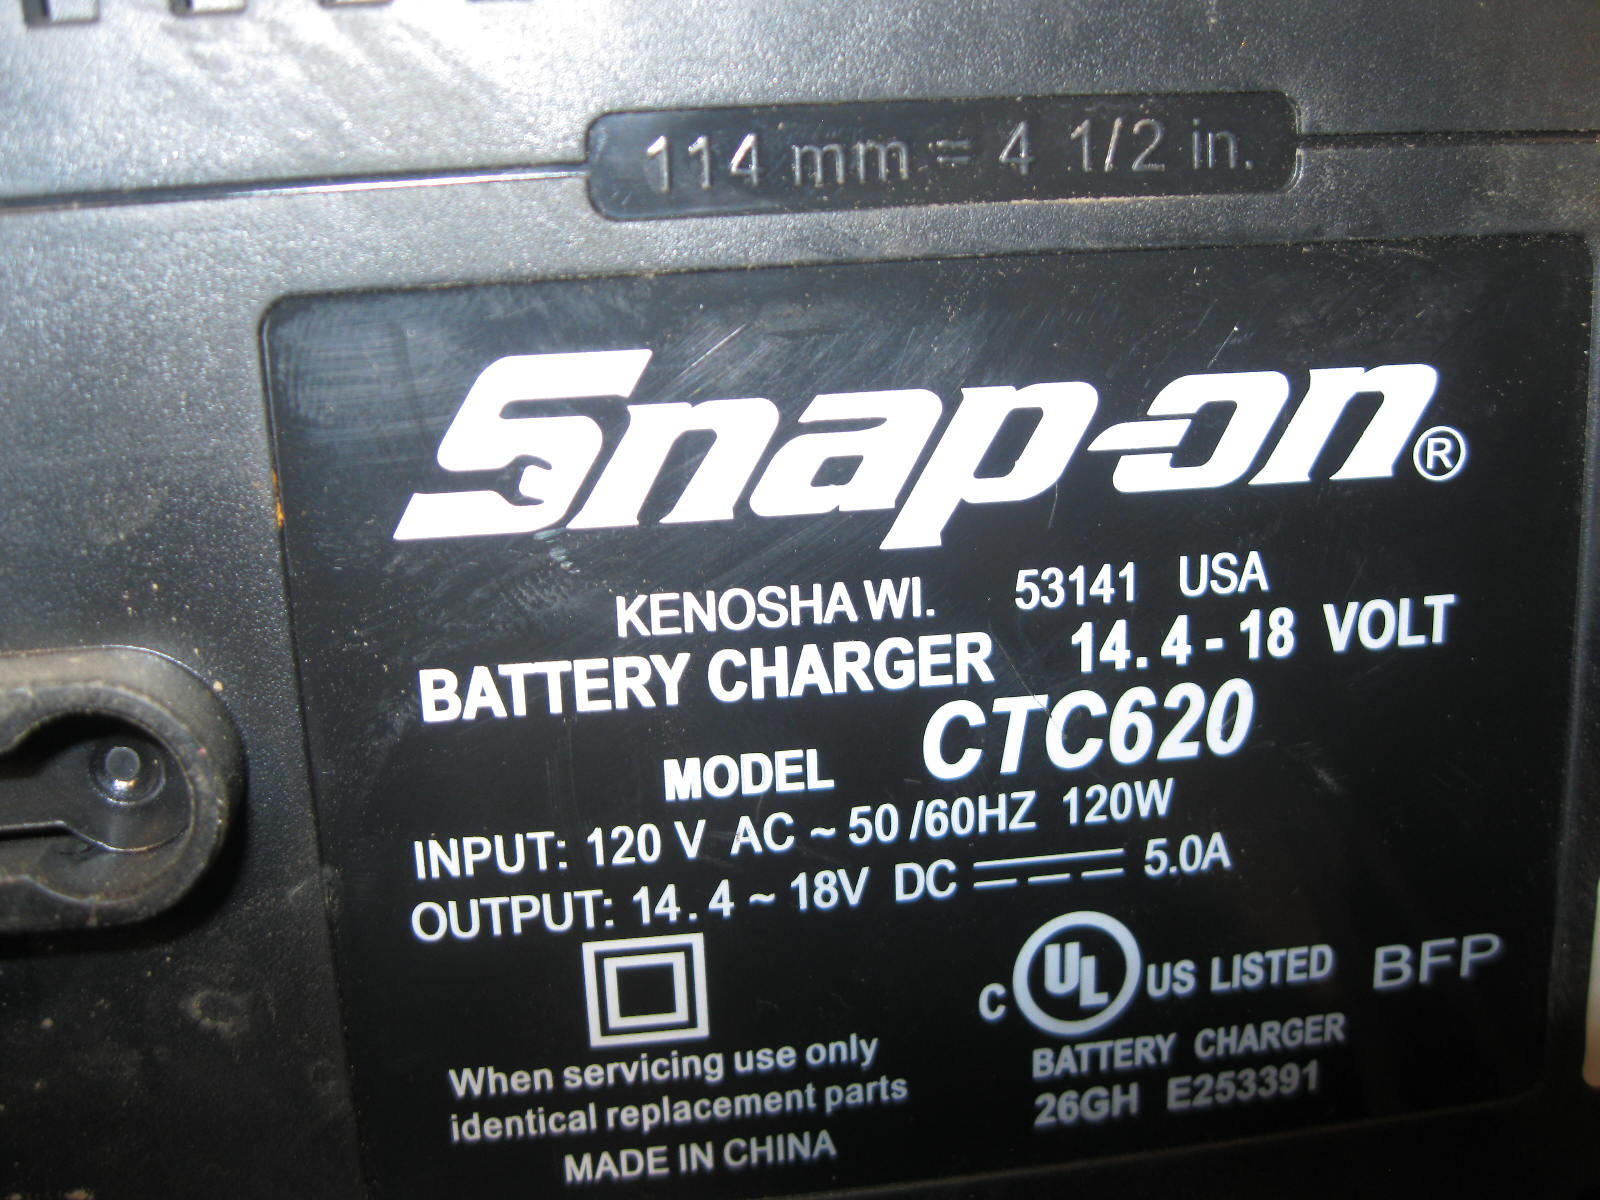 114 mm = 4 1/2 in.
Snap-on®
KENOSHA WI. 53141 USA
BATTERY CHARGER 14.4-18 VOLT
MODEL CTC620
INPUT: 120 V AC ~ 50/60HZ 120W
OUTPUT: 14.4 ~ 18V DC 5.0A
C UL US LISTED BFP
BATTERY CHARGER
26GH E253391
When servicing use only
identical replacement parts
MADE IN CHINA